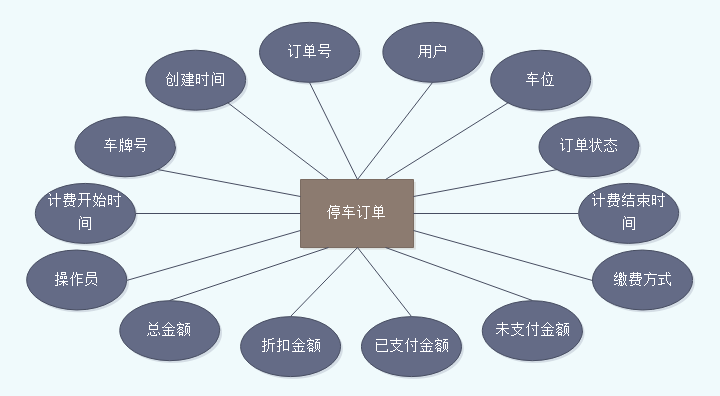 订单号
用户
创建时间
车位
车牌号
订单状态
停车订单
计费开始时
间
计费结束时
间
操作员
缴费方式
总金额
未支付金额
折扣金额
已支付金额